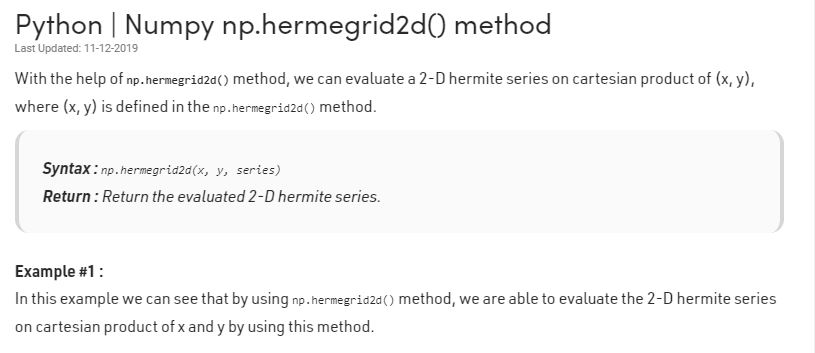 Python | Numpy np.hermegrid2d() method
Last Updated: 11-12-2019
With the help of np.hermegrid2d() method, we can evaluate a 2-D hermite series on cartesian product of (x, y),
where (x, y) is defined in the np.hermegrid2d() method.
Syntax : np.hermegrid2d(x, y, series)
Return : Return the evaluated 2-D hermite series.
Example #1 :
In this example we can see that by using np.hermegrid2d() method, we are able to evaluate the 2-D hermite series
on cartesian product of x and y by using this method.